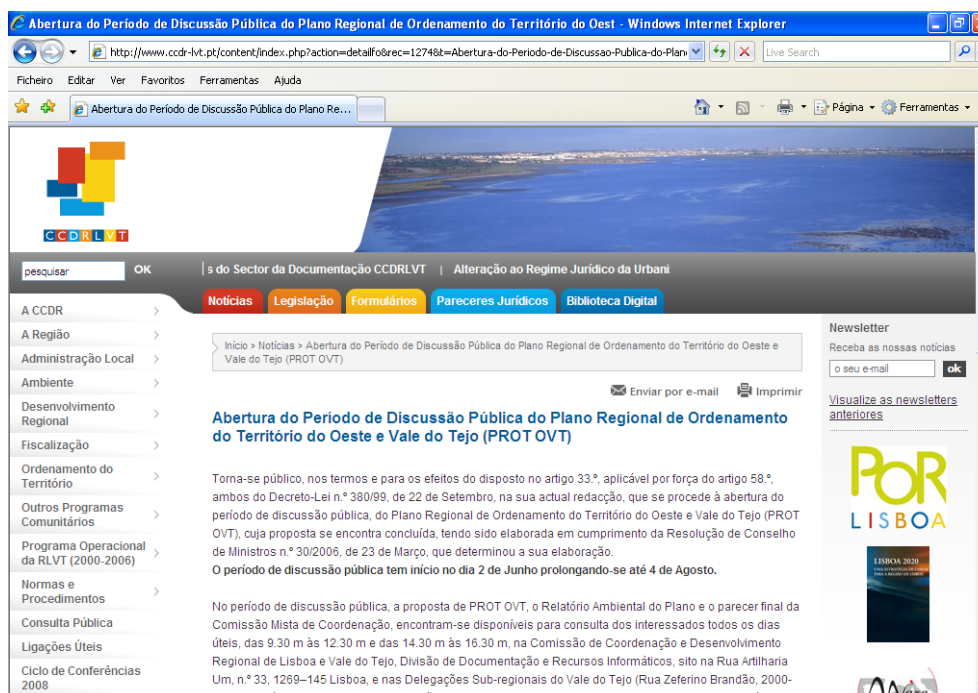 Abertura do Período de Discussão Pública do Plano Regional de Ordenamento do Território do Oest - Windows Internet Explorer
http://www.ccdr-lvt.pt/content/index.php?action=detailfo&rec=1274&t=Abertura-do-Periodo-de-Discussao-Publica-do-Plan
Live Search
Ficheiro Editar Ver Favoritos Ferramentas Ajuda
Abertura do Período de Discussão Pública do Plano Re...
Página Ferramentas
CCDRLVT
pesquisar OK
s do Sector da Documentação CCDRLVT | Alteração ao Regime Jurídico da Urbani
Notícias Legislação Formulários Pareceres Jurídicos Biblioteca Digital
A CCDR
A Região
Administração Local
Ambiente
Desenvolvimento
Regional
Fiscalização
Ordenamento do
Território
Outros Programas
Comunitários
Programa Operacional
da RLVT (2000-2006)
Normas e
Procedimentos
Consulta Pública
Ligações Úteis
Ciclo de Conferências
2008
Início » Notícias » Abertura do Período de Discussão Pública do Plano Regional de Ordenamento do Território do Oeste e
Vale do Tejo (PROT OVT)
Enviar por e-mail Imprimir
Abertura do Período de Discussão Pública do Plano Regional de Ordenamento
do Território do Oeste e Vale do Tejo (PROT OVT)
Torna-se público, nos termos e para os efeitos do disposto no artigo 33.º, aplicável por força do artigo 58.º,
ambos do Decreto-Lei n.º 380/99, de 22 de Setembro, na sua actual redacção, que se procede à abertura do
período de discussão pública, do Plano Regional de Ordenamento do Território do Oeste e Vale do Tejo (PROT
OVT), cuja proposta se encontra concluída, tendo sido elaborada em cumprimento da Resolução de Conselho
de Ministros n.º 30/2006, de 23 de Março, que determinou a sua elaboração.
O período de discussão pública tem início no dia 2 de Junho prolongando-se até 4 de Agosto.
No período de discussão pública, a proposta de PROT OVT, o Relatório Ambiental do Plano e o parecer final da
Comissão Mista de Coordenação, encontram-se disponíveis para consulta dos interessados todos os dias
úteis, das 9.30 m às 12.30 m e das 14.30 m às 16.30 m, na Comissão de Coordenação e Desenvolvimento
Regional de Lisboa e Vale do Tejo, Divisão de Documentação e Recursos Informáticos, sito na Rua Artilharia
Um, n.º 33, 1269–145 Lisboa, e nas Delegações Sub-regionais do Vale do Tejo (Rua Zeferino Brandão, 2000-
Newsletter
Receba as nossas notícias
o seu e-mail ok
Visualize as newsletters
anteriores
POR
LISBOA
LISBOA 2020